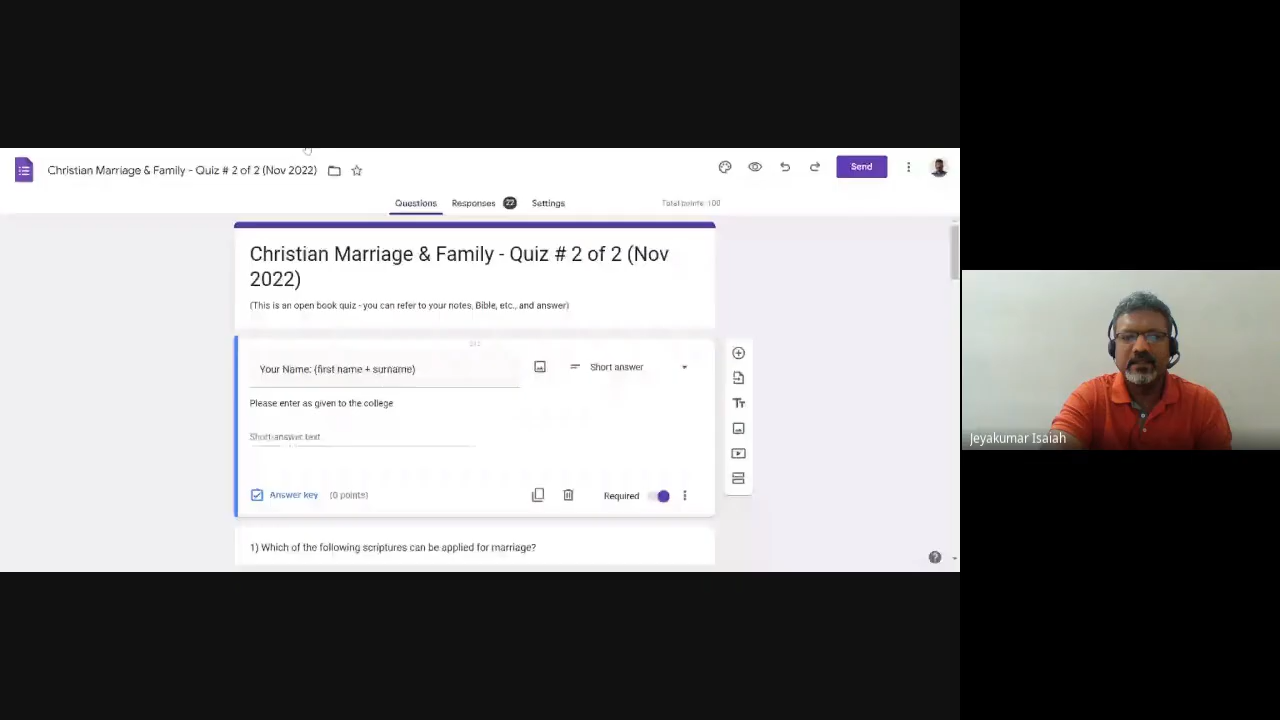 Christian Marriage & Family - Quiz # 2 of 2 (Nov 2022)
Send
Questions
Responses 22
Settings
Total points: 100
Christian Marriage & Family - Quiz # 2 of 2 (Nov
2022)
(This is an open book quiz - you can refer to your notes, Bible, etc., and answer)
Your Name: (first name + surname)
Short answer
Please enter as given to the college
Short-answer text
Answer key (0 points)
Required
1) Which of the following scriptures can be applied for marriage?
Jeyakumar Isaiah